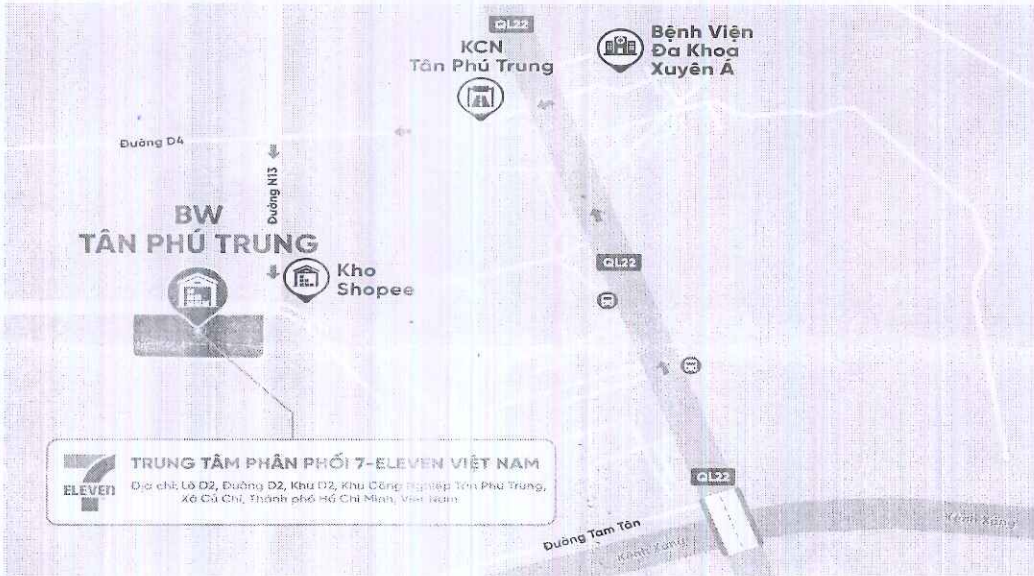 QL22
KCN
Tân Phú Trung
Bệnh Viện
Đa Khoa
Xuyên Á
Đường D4
Đường N13
BW
TÂN PHÚ TRUNG
Kho
Shopee
QL22
7
ELEVEN
TRUNG TÂM PHÂN PHỐI 7-ELEVEN VIỆT NAM
Địa chỉ: Lô D2, Đường D2, Khu D2, Khu Công Nghiệp Tân Phú Trung,
Xã Củ Chi, Thành phố Hồ Chí Minh, Việt Nam
QL22
Đường Tam Tân
Kênh Xáng
Kênh Xáng